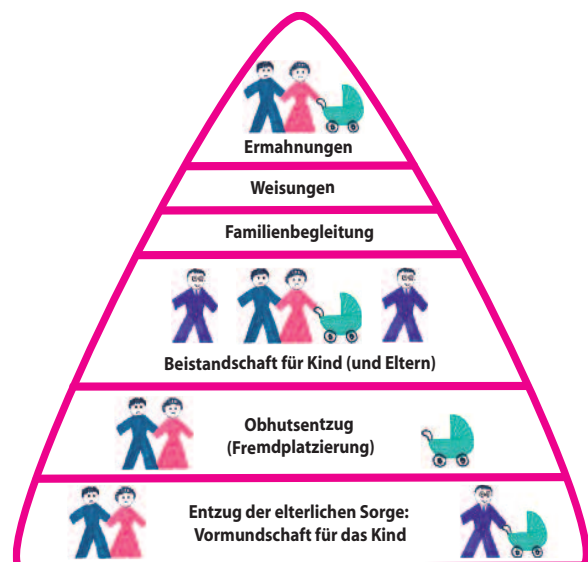 Ermahnungen
Weisungen
Familienbegleitung
Beistandschaft für Kind (und Eltern)
Obhutsentzug
(Fremdplatzierung)
Entzug der elterlichen Sorge:
Vormundschaft für das Kind